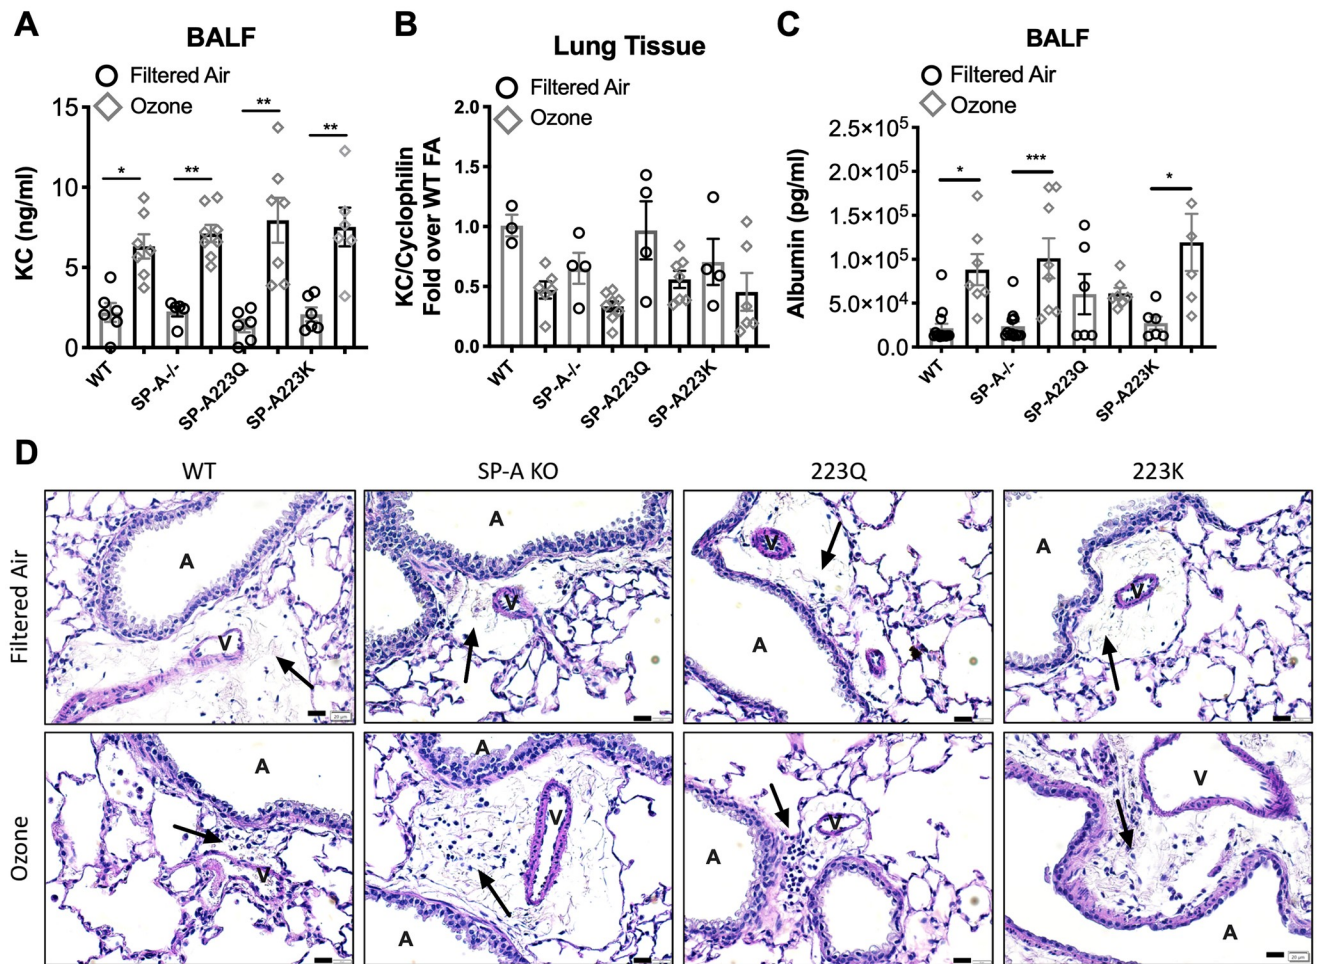 A
BALF
Filtered Air
Ozone
KC (ng/ml)
15
10
5
0
*
**
**
**
WT
SP-A-/-
SP-A223Q
SP-A223K
B
Lung Tissue
Filtered Air
Ozone
KC/Cyclophilin
Fold over WT FA
2.0
1.5
1.0
0.5
0.0
WT
SP-A-/-
SP-A223Q
SP-A223K
C
BALF
Filtered Air
Ozone
Albumin (pg/ml)
2.5×10⁵
2.0×10⁵
1.5×10⁵
1.0×10⁵
5.0×10⁴
0.0
*
***
*
WT
SP-A-/-
SP-A223Q
SP-A223K
D
WT
SP-A KO
223Q
223K
Filtered Air
A
V
A
V
V
A
A
V
Ozone
A
V
A
V
A
V
A
V
A
20 µm
20 µm